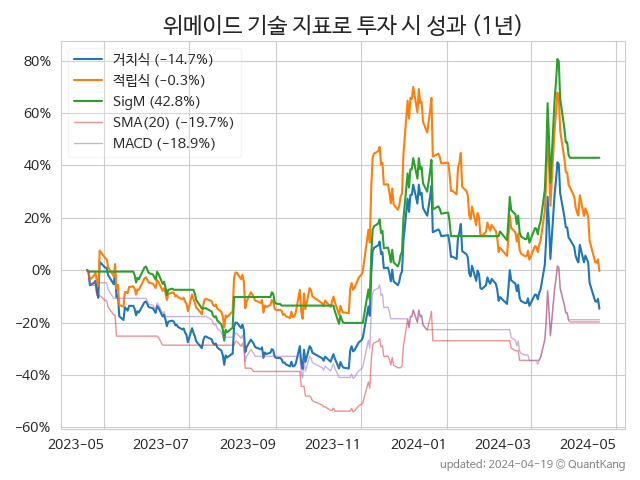 위메이드 기술 지표로 투자 시 성과 (1년)
거치식 (−14.7%)
적립식 (−0.3%)
SigM (42.8%)
SMA(20) (−19.7%)
MACD (−18.9%)
80%
60%
40%
20%
0%
−20%
−40%
−60%
2023-05 2023-07 2023-09 2023-11 2024-01 2024-03 2024-05
updated: 2024-04-19 © QuantKang